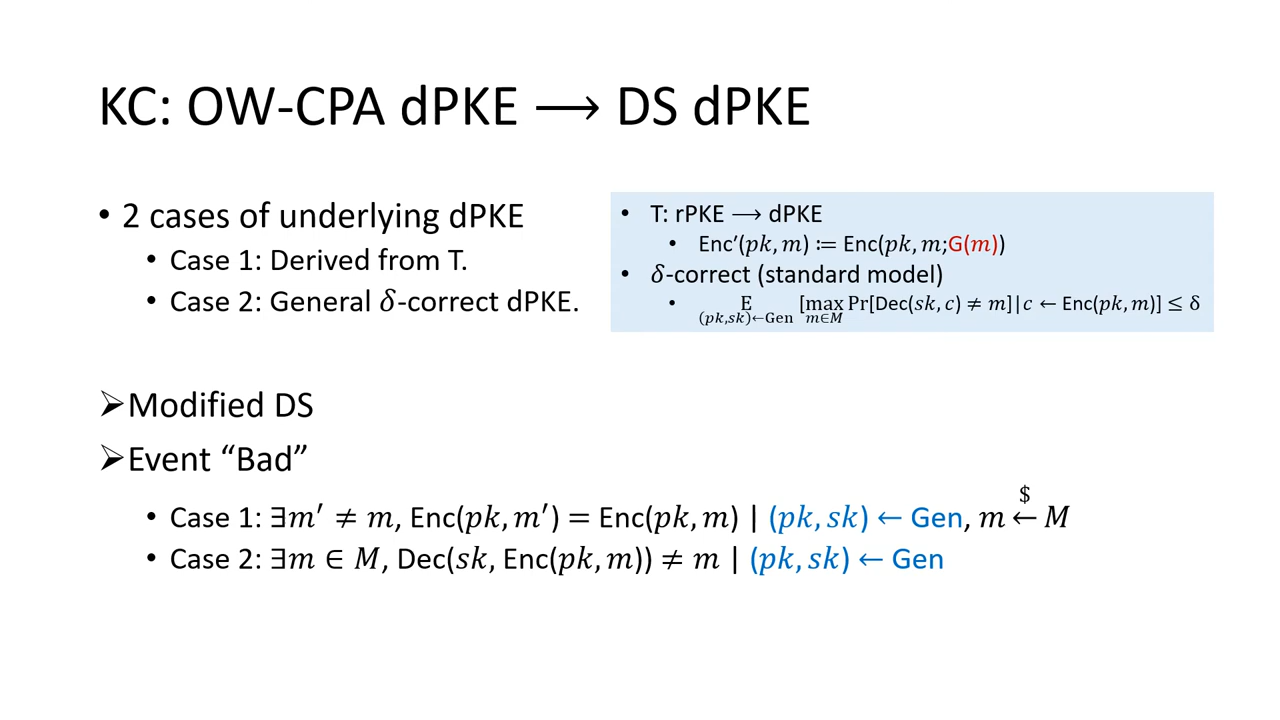 KC: OW-CPA dPKE ⟶ DS dPKE
• 2 cases of underlying dPKE
• Case 1: Derived from T.
• Case 2: General 𝛿-correct dPKE.
• T: rPKE ⟶ dPKE
• Enc′(𝑝𝑘, 𝑚) ≔ Enc(𝑝𝑘, 𝑚;G(𝑚))
• 𝛿-correct (standard model)
• E [max Pr[Dec(𝑠𝑘, 𝑐) ≠ 𝑚]|𝑐 ← Enc(𝑝𝑘, 𝑚)] ≤ δ
(𝑝𝑘,𝑠𝑘)←Gen 𝑚∈𝑀
➢Modified DS
➢Event “Bad”
• Case 1: ∃𝑚′ ≠ 𝑚, Enc(𝑝𝑘, 𝑚′) = Enc(𝑝𝑘, 𝑚) | (𝑝𝑘, 𝑠𝑘) ← Gen, 𝑚 $← 𝑀
• Case 2: ∃𝑚 ∈ 𝑀, Dec(𝑠𝑘, Enc(𝑝𝑘, 𝑚)) ≠ 𝑚 | (𝑝𝑘, 𝑠𝑘) ← Gen